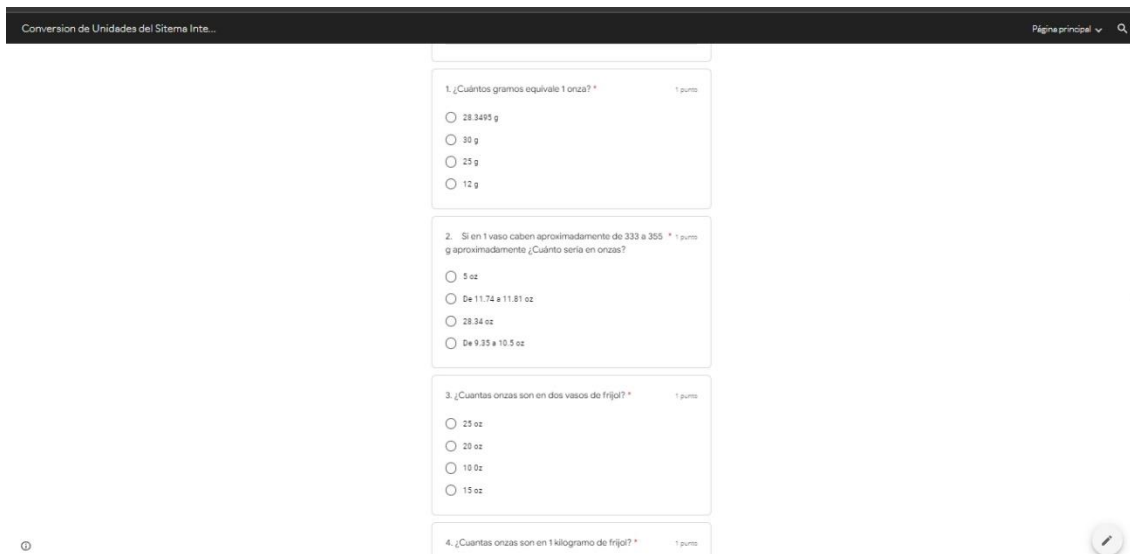 Conversion de Unidades del Sitema Inte...
Página principal
1. ¿Cuántos gramos equivale 1 onza? *
1 punto
28.3495 g
30 g
25 g
12 g
2. Si en 1 vaso caben aproximadamente de 333 a 355 * 1 punto
g aproximadamente ¿Cuánto seria en onzas?
5 oz
De 11.74 a 11.81 oz
28.34 oz
De 9.35 a 10.5 oz
3. ¿Cuantas onzas son en dos vasos de frijol? *
1 punto
25 oz
20 oz
10 0z
15 oz
4. ¿Cuantas onzas son en 1 kilogramo de frijol? *
1 punto